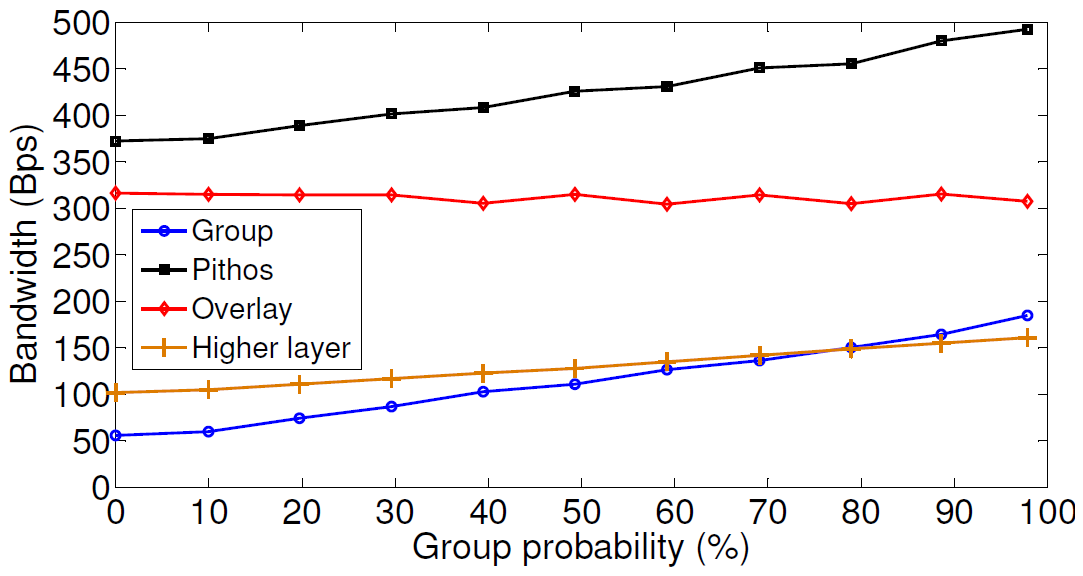 500
450
400
350
300
250
200
150
100
50
0
Bandwidth (Bps)
Group
Pithos
Overlay
Higher layer
0 10 20 30 40 50 60 70 80 90 100
Group probability (%)